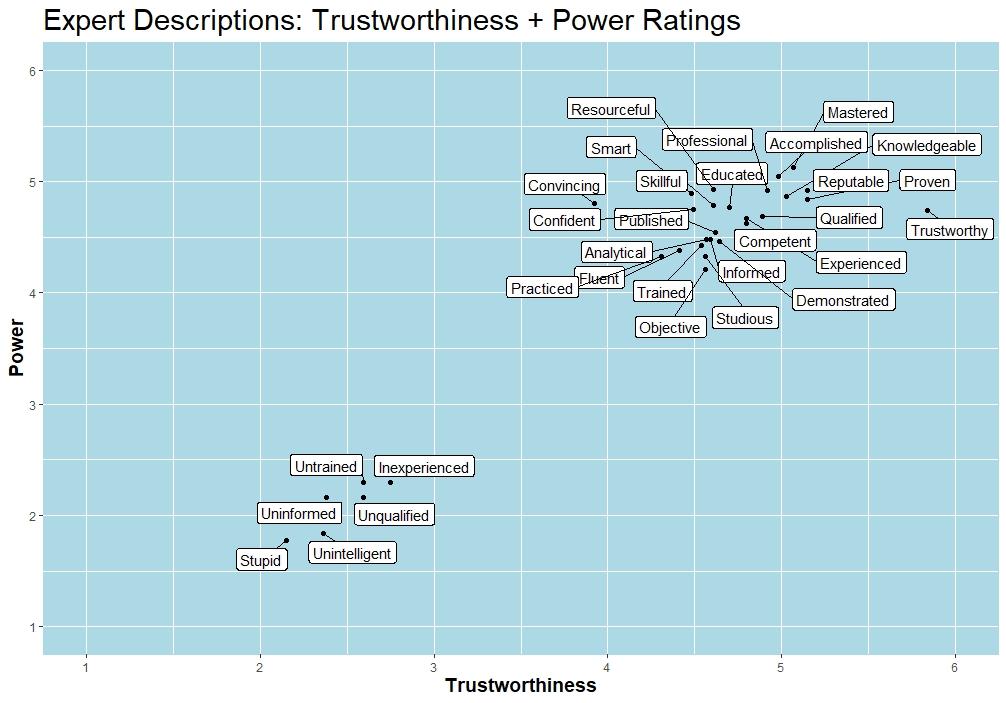 Expert Descriptions: Trustworthiness + Power Ratings
6
Resourceful
Mastered
Smart
Professional
Accomplished
Knowledgeable
5
Convincing
Skillful
Educated
Reputable
Proven
Confident
Published
Qualified
Trustworthy
Analytical
Competent
Experienced
4
Practiced
Fluent
Trained
Informed
Demonstrated
Objective
Studious
Power
3
Untrained
Inexperienced
2
Uninformed
Unqualified
Stupid
Unintelligent
1
1 2 3 4 5 6
Trustworthiness